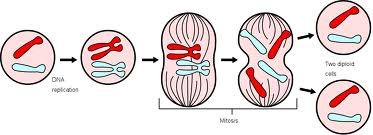 DNA
replication
Mitosis
Two diploid
cells